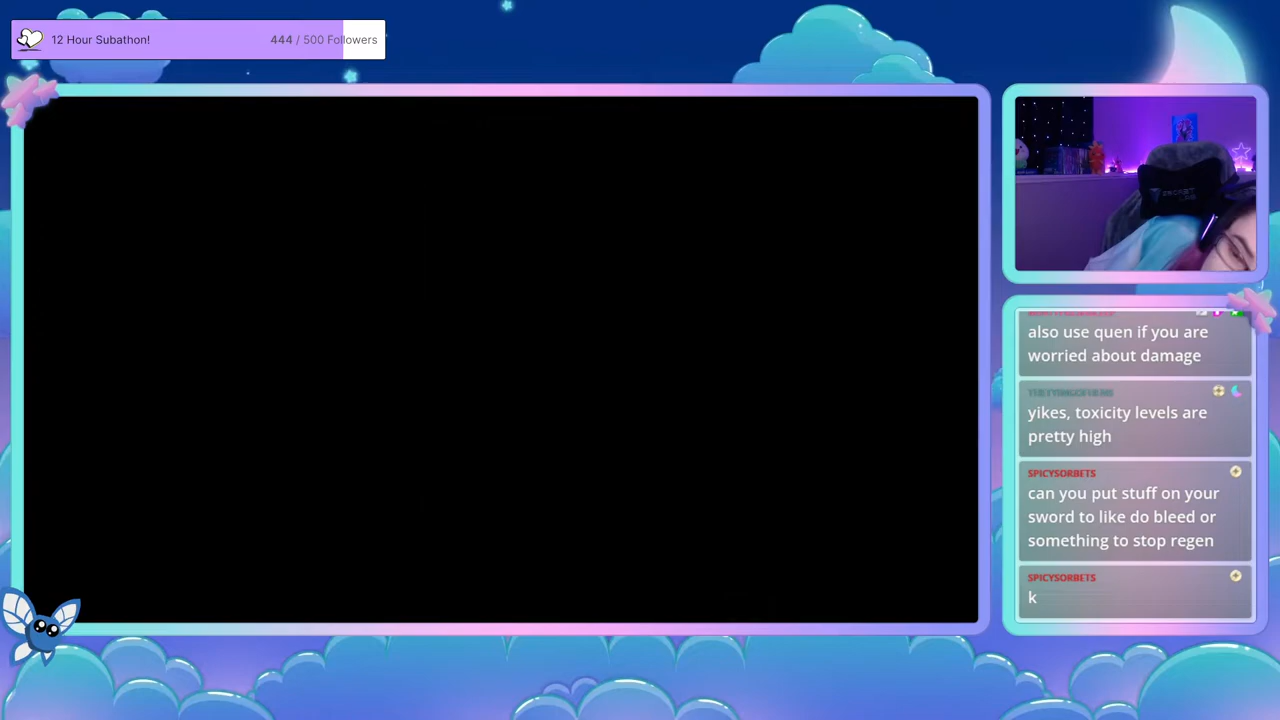 12 Hour Subathon!
444 / 500 Followers
SECRET
LAB
also use quen if you are
worried about damage
yikes, toxicity levels are
pretty high
SPICYSORBETS
can you put stuff on your
sword to like do bleed or
something to stop regen
SPICYSORBETS
k